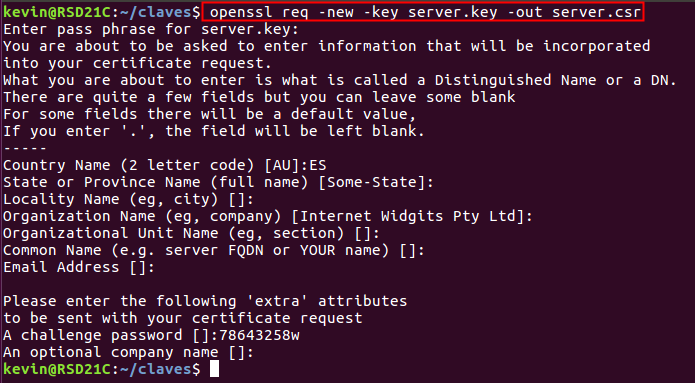 kevin@RSD21C:~/claves$ openssl req -new -key server.key -out server.csr
Enter pass phrase for server.key:
You are about to be asked to enter information that will be incorporated
into your certificate request.
What you are about to enter is what is called a Distinguished Name or a DN.
There are quite a few fields but you can leave some blank
For some fields there will be a default value,
If you enter '.', the field will be left blank.
-----
Country Name (2 letter code) [AU]:ES
State or Province Name (full name) [Some-State]:
Locality Name (eg, city) []:
Organization Name (eg, company) [Internet Widgits Pty Ltd]:
Organizational Unit Name (eg, section) []:
Common Name (e.g. server FQDN or YOUR name) []:
Email Address []:
Please enter the following 'extra' attributes
to be sent with your certificate request
A challenge password []:78643258w
An optional company name []:
kevin@RSD21C:~/claves$